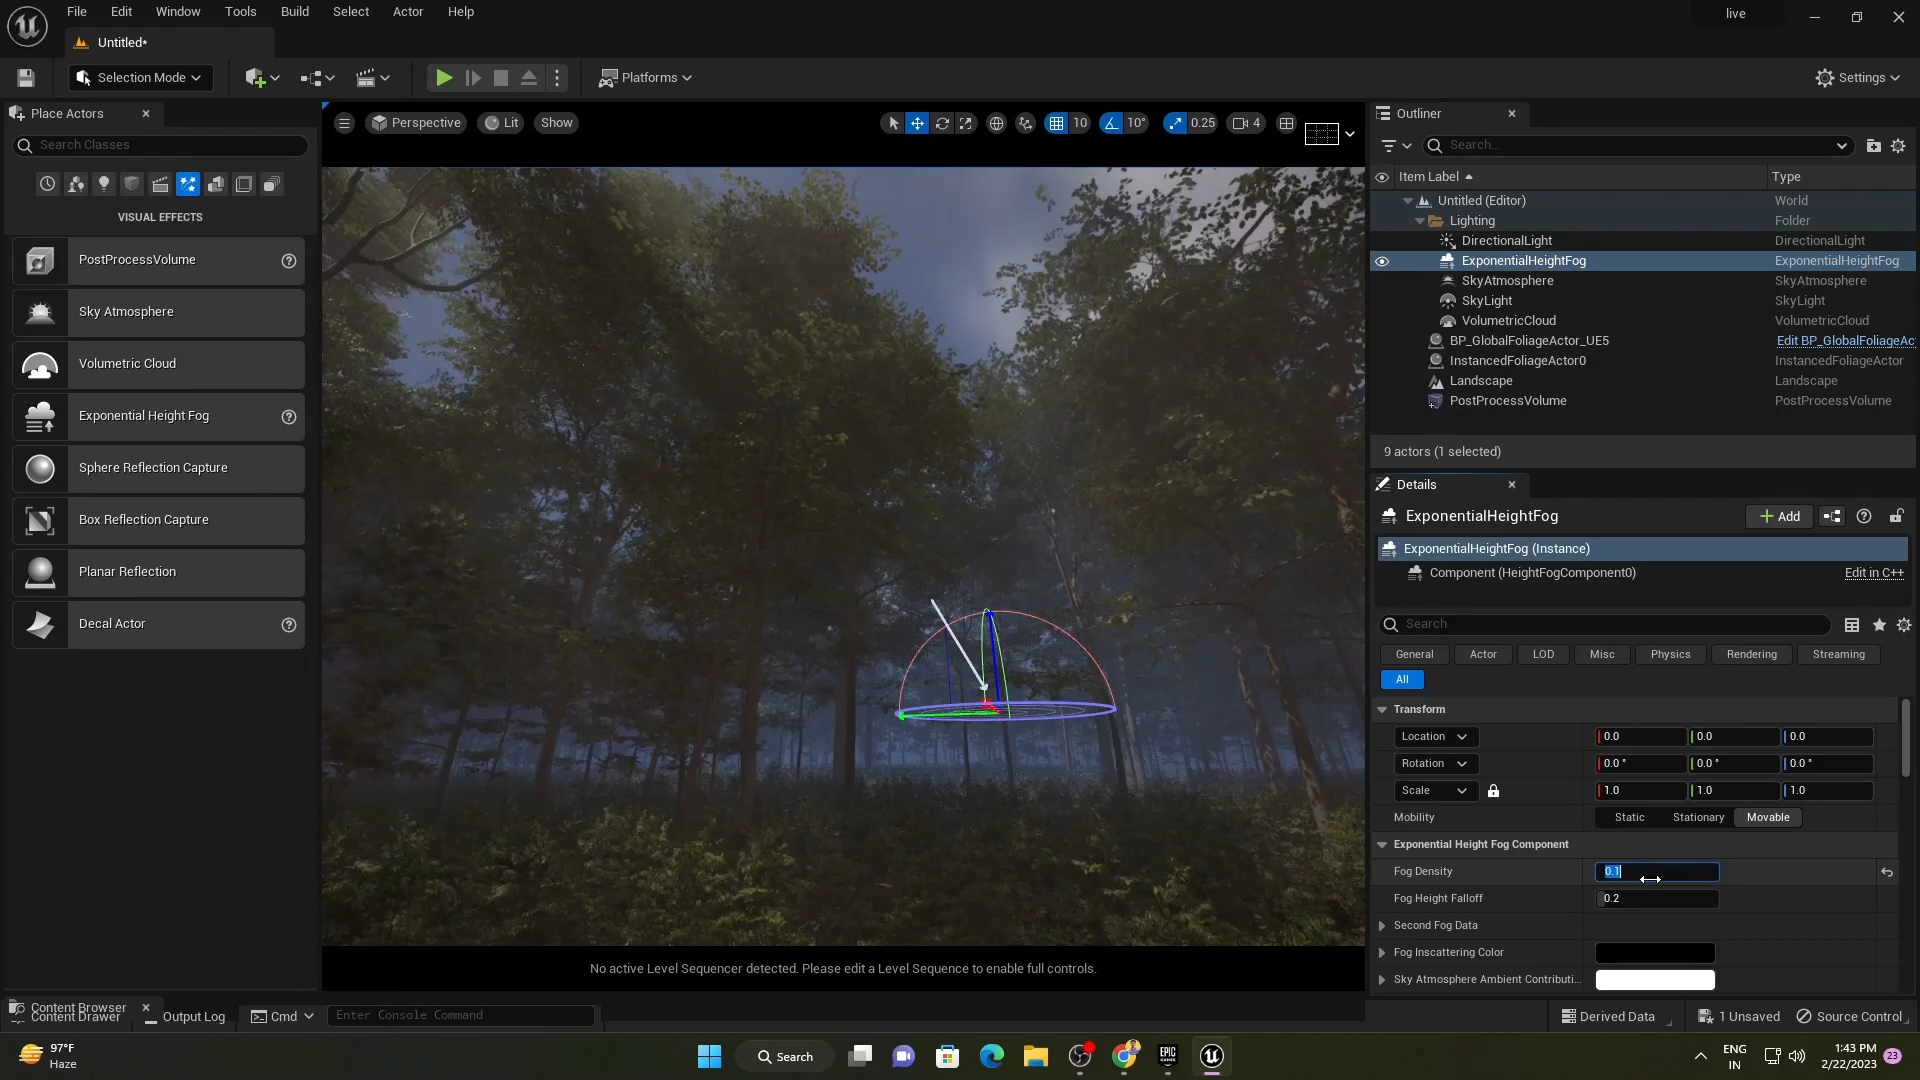 File Edit Window Tools Build Select Actor Help
live
Untitled*
Selection Mode
Platforms
Settings
Place Actors
Search Classes
VISUAL EFFECTS
PostProcessVolume
Sky Atmosphere
Volumetric Cloud
Exponential Height Fog
Sphere Reflection Capture
Box Reflection Capture
Planar Reflection
Decal Actor
Perspective Lit Show
10 10° 0.25 4
No active Level Sequencer detected. Please edit a Level Sequence to enable full controls.
Outliner
Search...
Item Label Type
Untitled (Editor) World
Lighting Folder
DirectionalLight DirectionalLight
ExponentialHeightFog ExponentialHeightFog
SkyAtmosphere SkyAtmosphere
SkyLight SkyLight
VolumetricCloud VolumetricCloud
BP_GlobalFoliageActor_UE5 Edit BP_GlobalFoliageAc
InstancedFoliageActor0 InstancedFoliageActor
Landscape Landscape
PostProcessVolume PostProcessVolume
9 actors (1 selected)
Details
ExponentialHeightFog Add
ExponentialHeightFog (Instance)
Component (HeightFogComponent0) Edit in C++
Search
General Actor LOD Misc Physics Rendering Streaming
All
Transform
Location 0.0 0.0 0.0
Rotation 0.0 ° 0.0 ° 0.0 °
Scale 1.0 1.0 1.0
Mobility Static Stationary Movable
Exponential Height Fog Component
Fog Density 0.1
Fog Height Falloff 0.2
Second Fog Data
Fog Inscattering Color
Sky Atmosphere Ambient Contributi...
Content Browser
Content Drawer Output Log Cmd Enter Console Command
Derived Data 1 Unsaved Source Control
97°F
Haze
Search
EPIC GAMES
ENG
IN
1:43 PM
2/22/2023
23